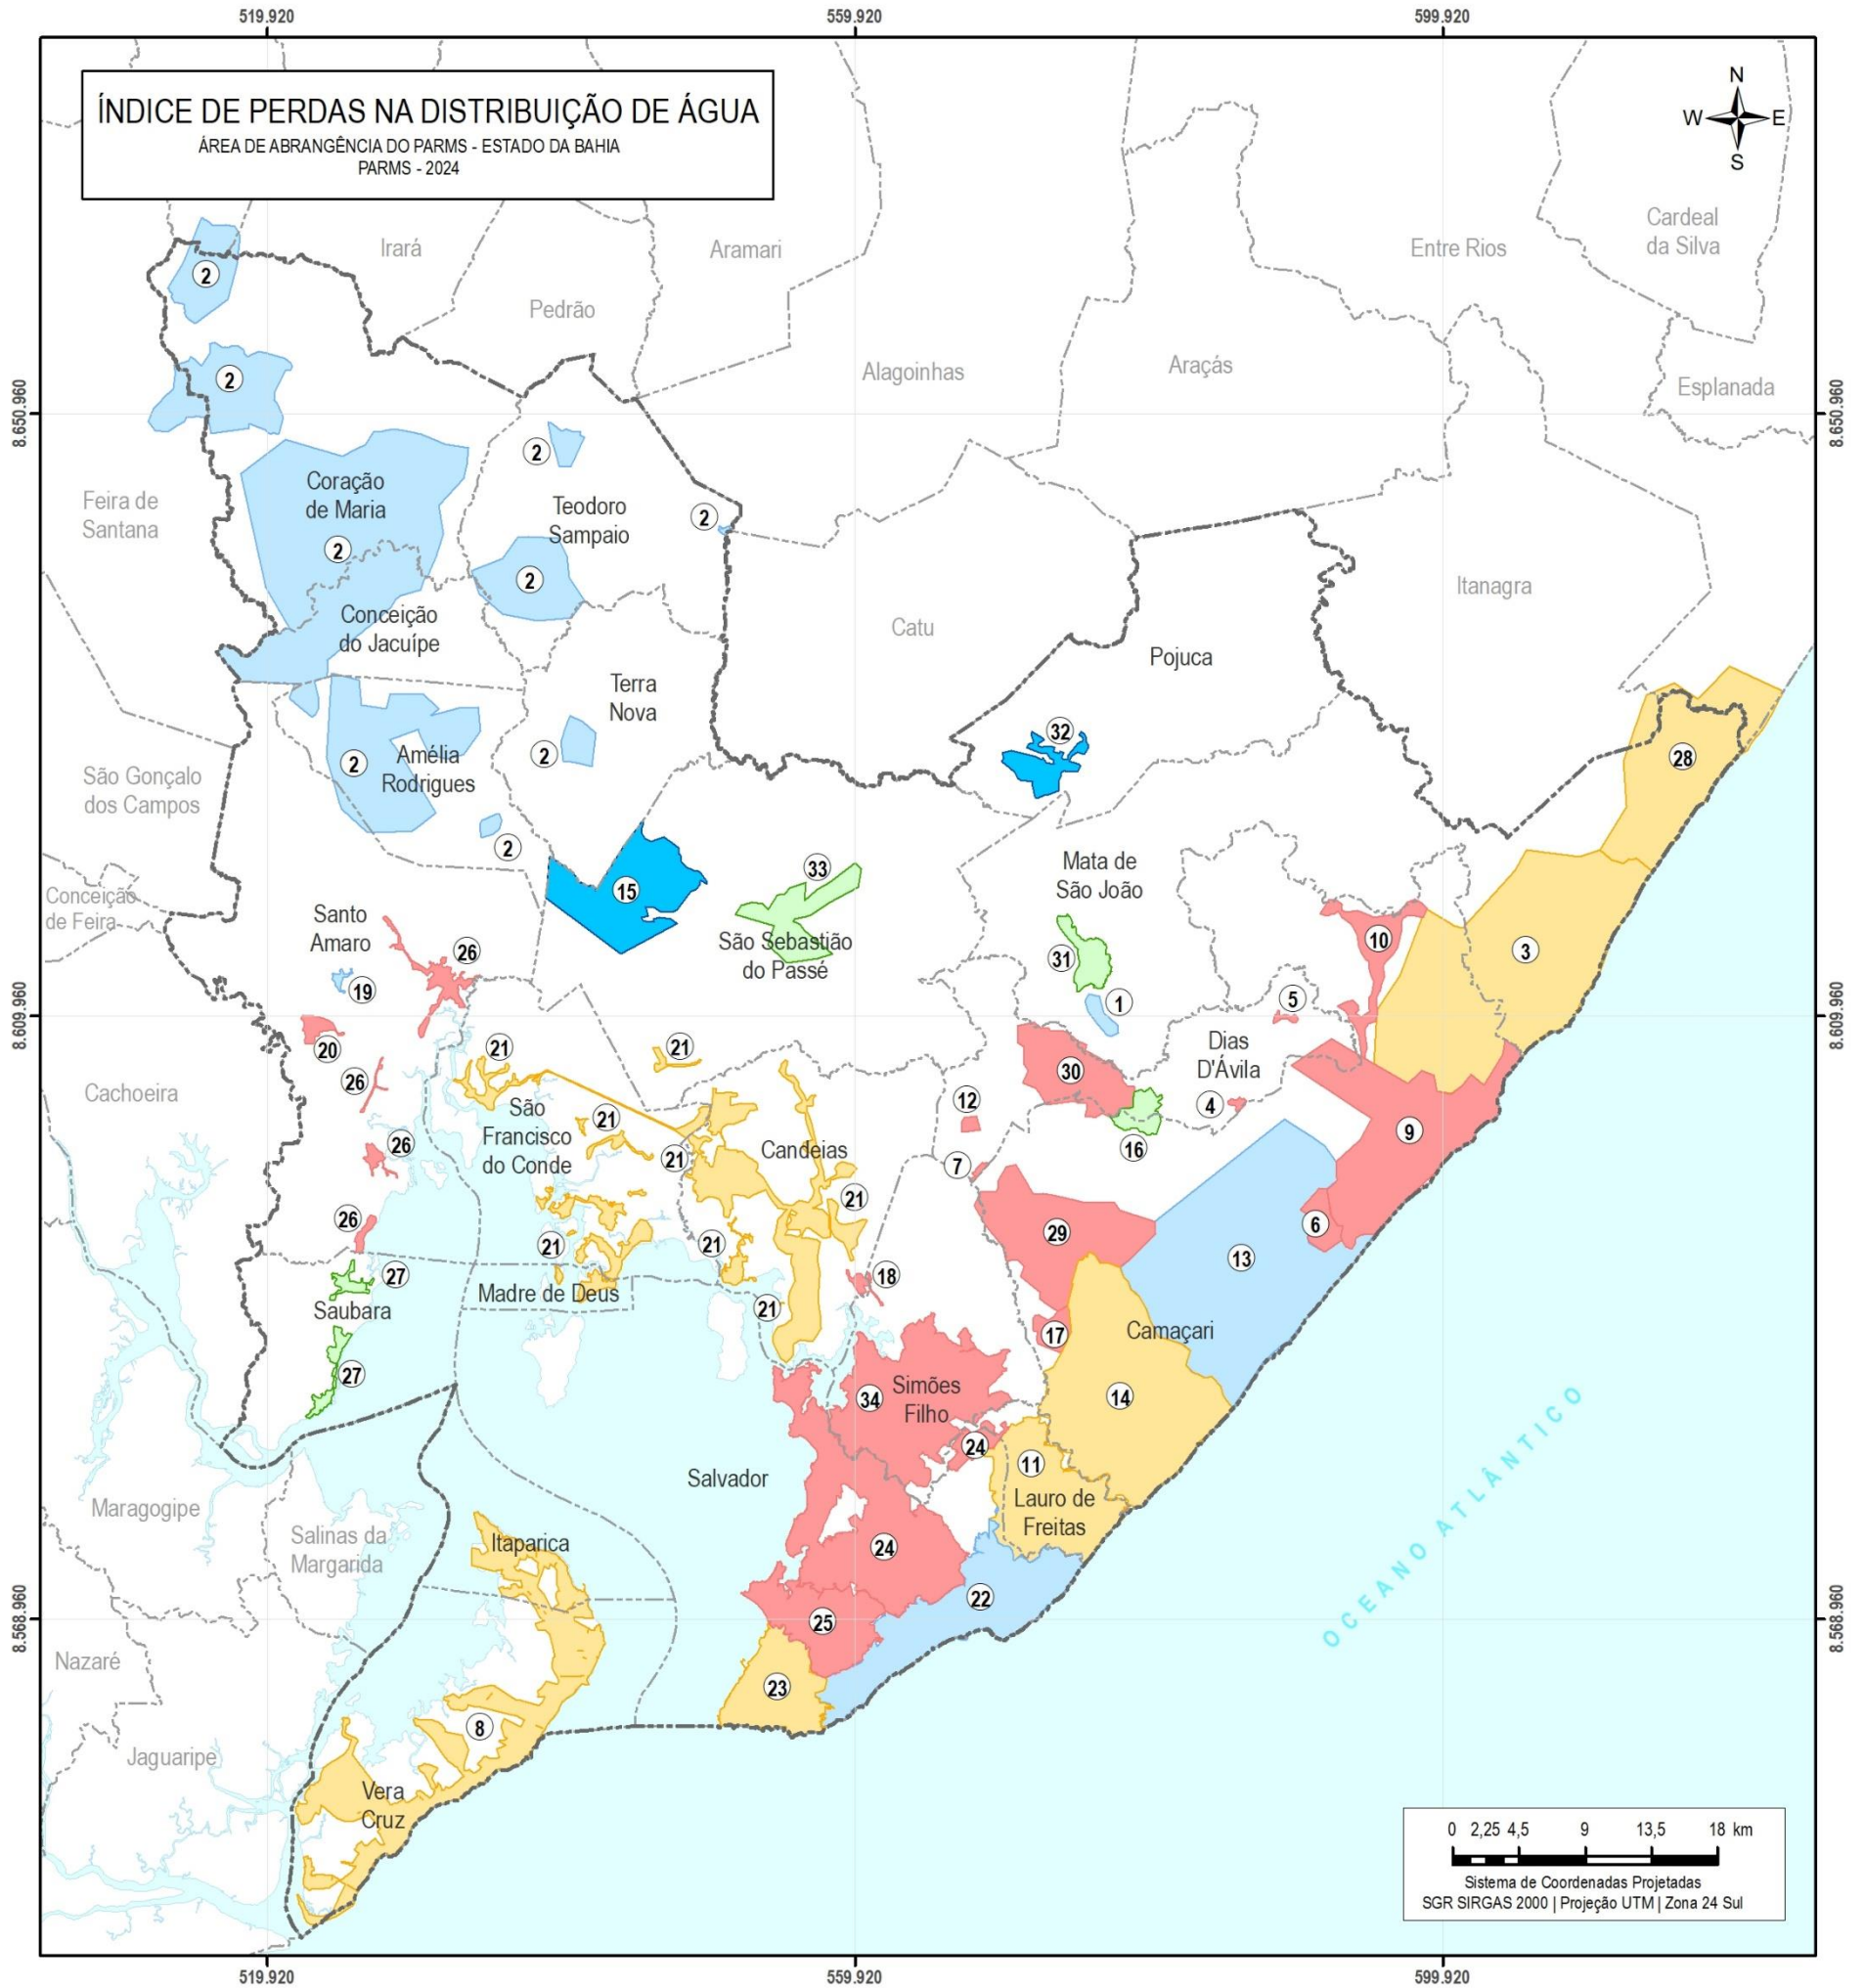 519.920
559.920
599.920
ÍNDICE DE PERDAS NA DISTRIBUIÇÃO DE ÁGUA
ÁREA DE ABRANGÊNCIA DO PARMS - ESTADO DA BAHIA
PARMS - 2024
N
W
E
S
Irará
Aramari
Entre Rios
Cardeal
da Silva
2
Pedrão
Alagoinhas
Araçás
Esplanada
2
8.650.960
8.650.960
2
Coração
de Maria
Feira de
Santana
Teodoro
Sampaio
2
2
2
Itanagra
Conceição
do Jacuípe
Catu
Pojuca
Terra
Nova
32
28
2
2
Amélia
Rodrigues
São Gonçalo
dos Campos
2
Mata de
São João
33
15
Conceição
de Feira
Santo
Amaro
26
São Sebastião
do Passé
31
10
3
19
1
5
8.609.960
8.609.960
20
21
21
Dias
D'Ávila
26
30
Cachoeira
São
Francisco
do Conde
21
12
4
9
26
21
Candeias
16
7
21
26
21
21
29
6
13
27
18
Madre de Deus
21
Saubara
17
Camaçari
27
34
Simões
Filho
14
24
11
Salvador
Lauro de
Freitas
Maragogipe
Salinas da
Margarida
Itaparica
24
22
OCEANO ATLÂNTICO
8.568.960
8.568.960
25
Nazaré
23
8
Jaguaripe
Vera
Cruz
0 2,25 4,5 9 13,5 18 km
Sistema de Coordenadas Projetadas
SGR SIRGAS 2000 | Projeção UTM | Zona 24 Sul
519.920
559.920
599.920